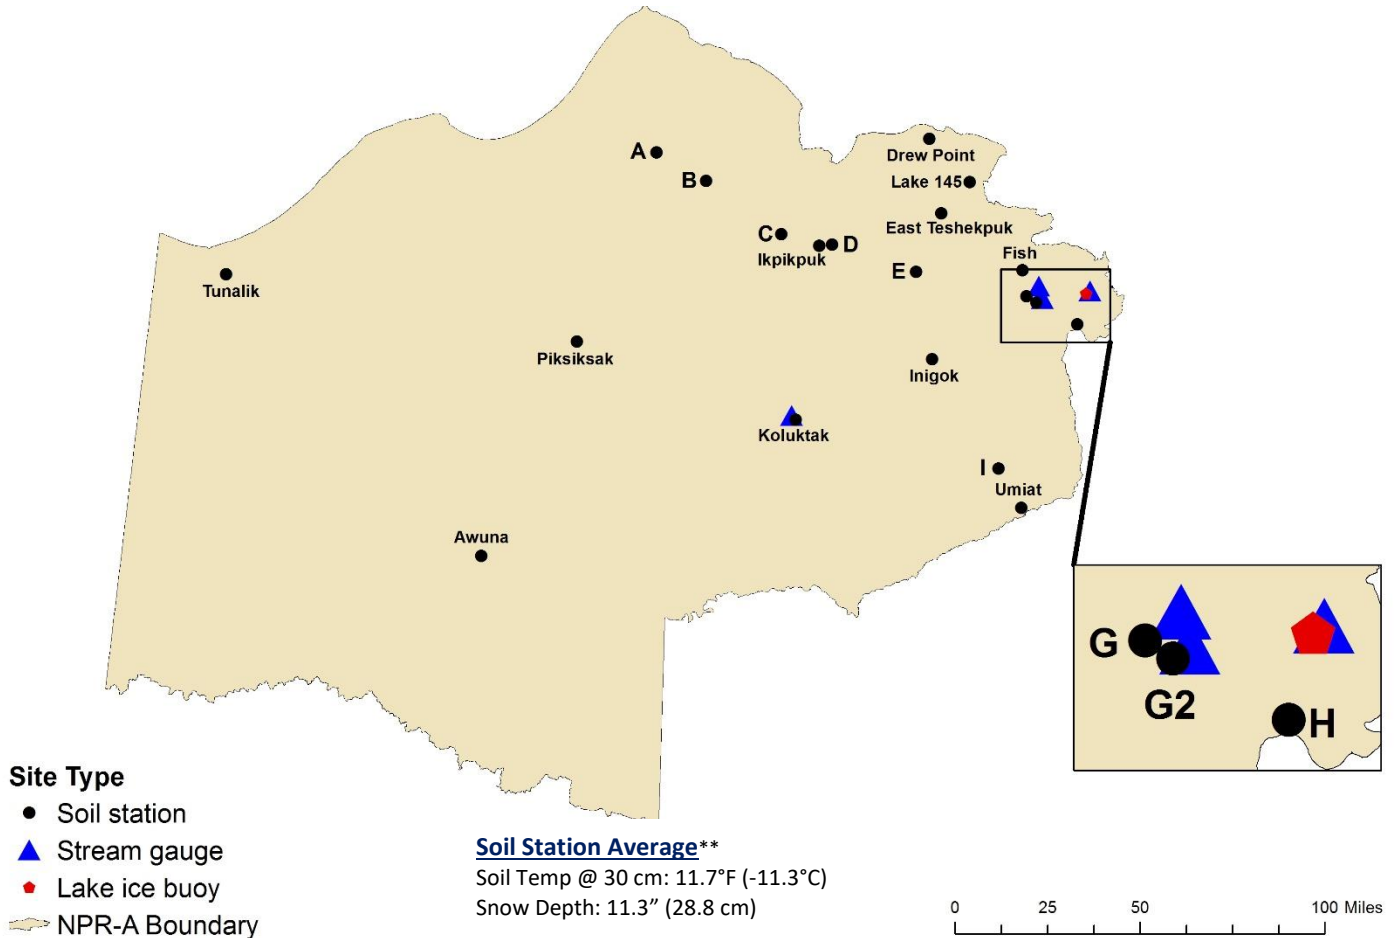 A
B
Drew Point
Lake 145
East Teshekpuk
C
D
Ikpikpuk
Fish
E
Tunalik
Piksiksak
Inigok
Koluktak
I
Umiat
Awuna
G
G2
H
Site Type
Soil station
Stream gauge
Lake ice buoy
NPR-A Boundary
Soil Station Average**
Soil Temp @ 30 cm: 11.7°F (-11.3°C)
Snow Depth: 11.3” (28.8 cm)
0 25 50 100 Miles